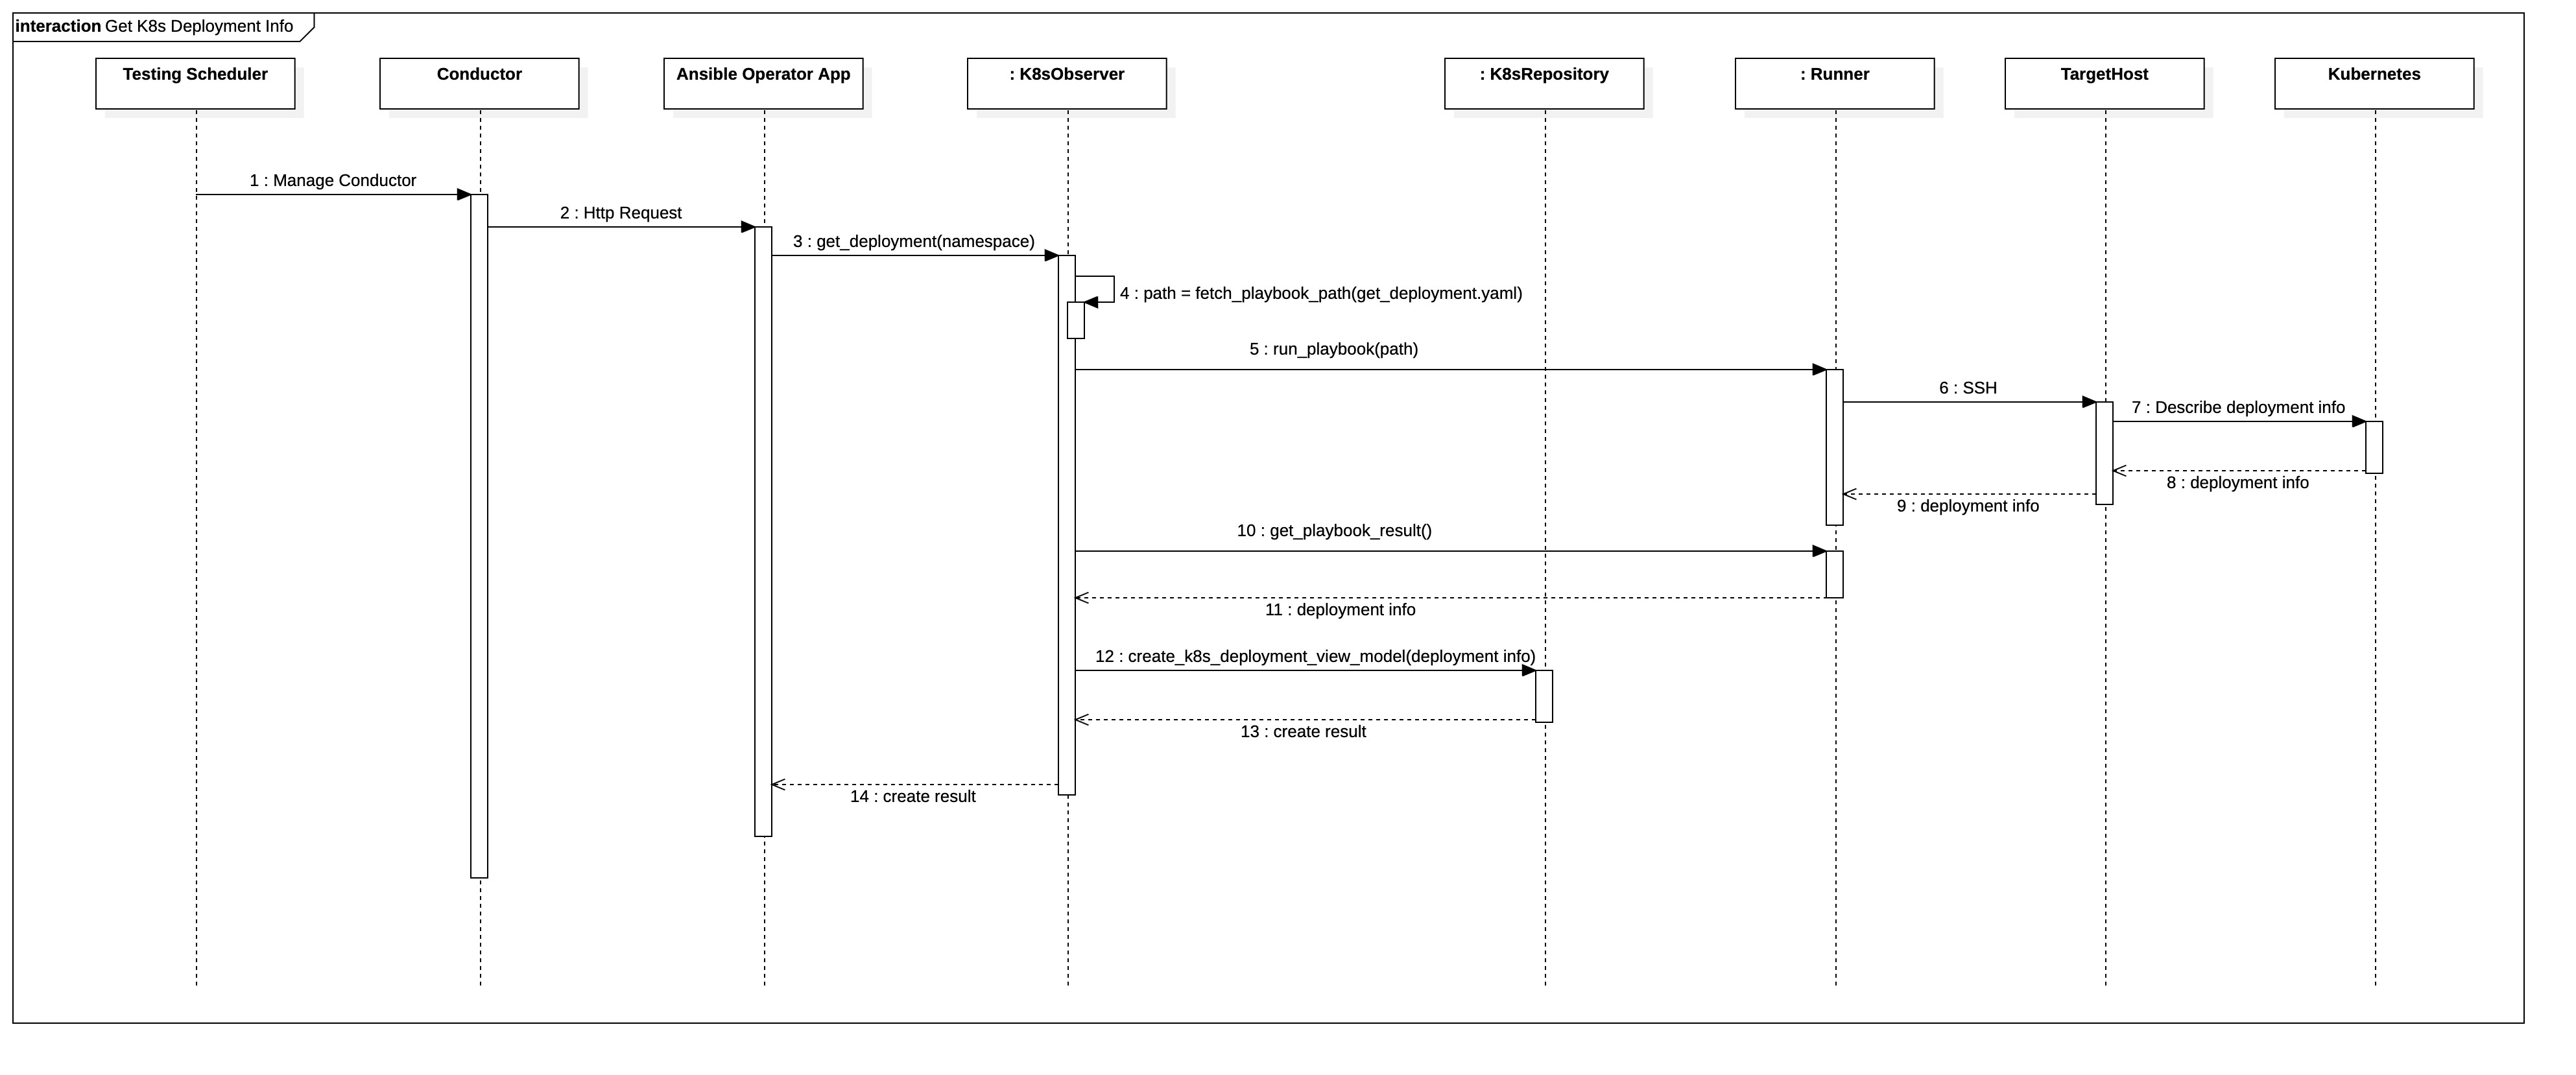 interaction Get K8s Deployment Info
Testing Scheduler
Conductor
Ansible Operator App
: K8sObserver
: K8sRepository
: Runner
TargetHost
Kubernetes
1 : Manage Conductor
2 : Http Request
3 : get_deployment(namespace)
4 : path = fetch_playbook_path(get_deployment.yaml)
5 : run_playbook(path)
6 : SSH
7 : Describe deployment info
8 : deployment info
9 : deployment info
10 : get_playbook_result()
11 : deployment info
12 : create_k8s_deployment_view_model(deployment info)
13 : create result
14 : create result